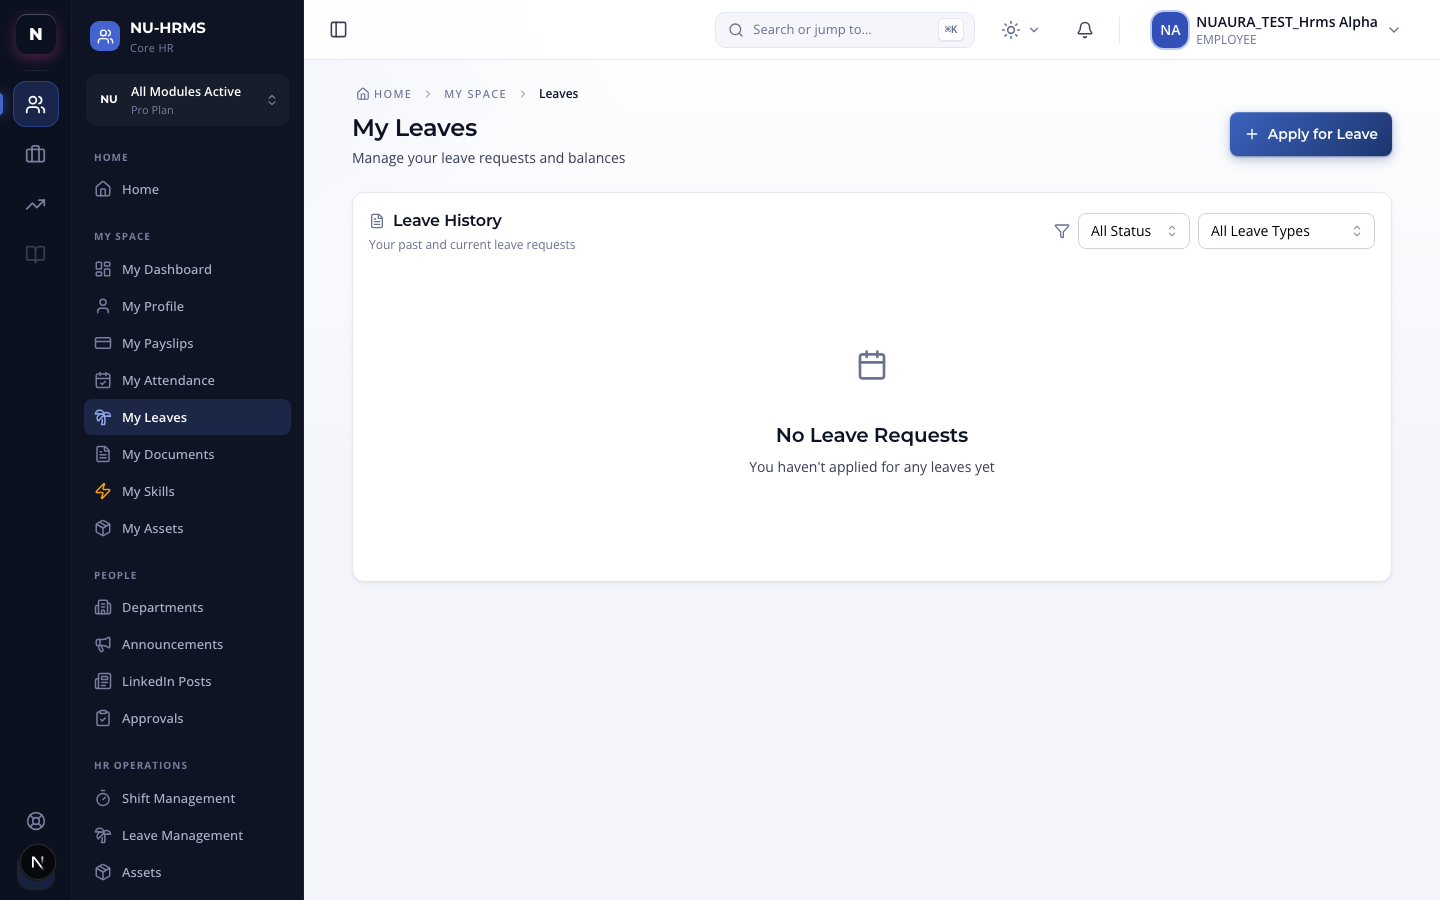 N
NU-HRMS
Core HR
NU
All Modules Active
Pro Plan
HOME
Home
MY SPACE
My Dashboard
My Profile
My Payslips
My Attendance
My Leaves
My Documents
My Skills
My Assets
PEOPLE
Departments
Announcements
LinkedIn Posts
Approvals
HR OPERATIONS
Shift Management
Leave Management
Assets
N
Search or jump to...
⌘K
NA
NUAURA_TEST_Hrms Alpha
EMPLOYEE
HOME > MY SPACE > Leaves
My Leaves
Manage your leave requests and balances
+ Apply for Leave
Leave History
Your past and current leave requests
All Status
All Leave Types
No Leave Requests
You haven't applied for any leaves yet